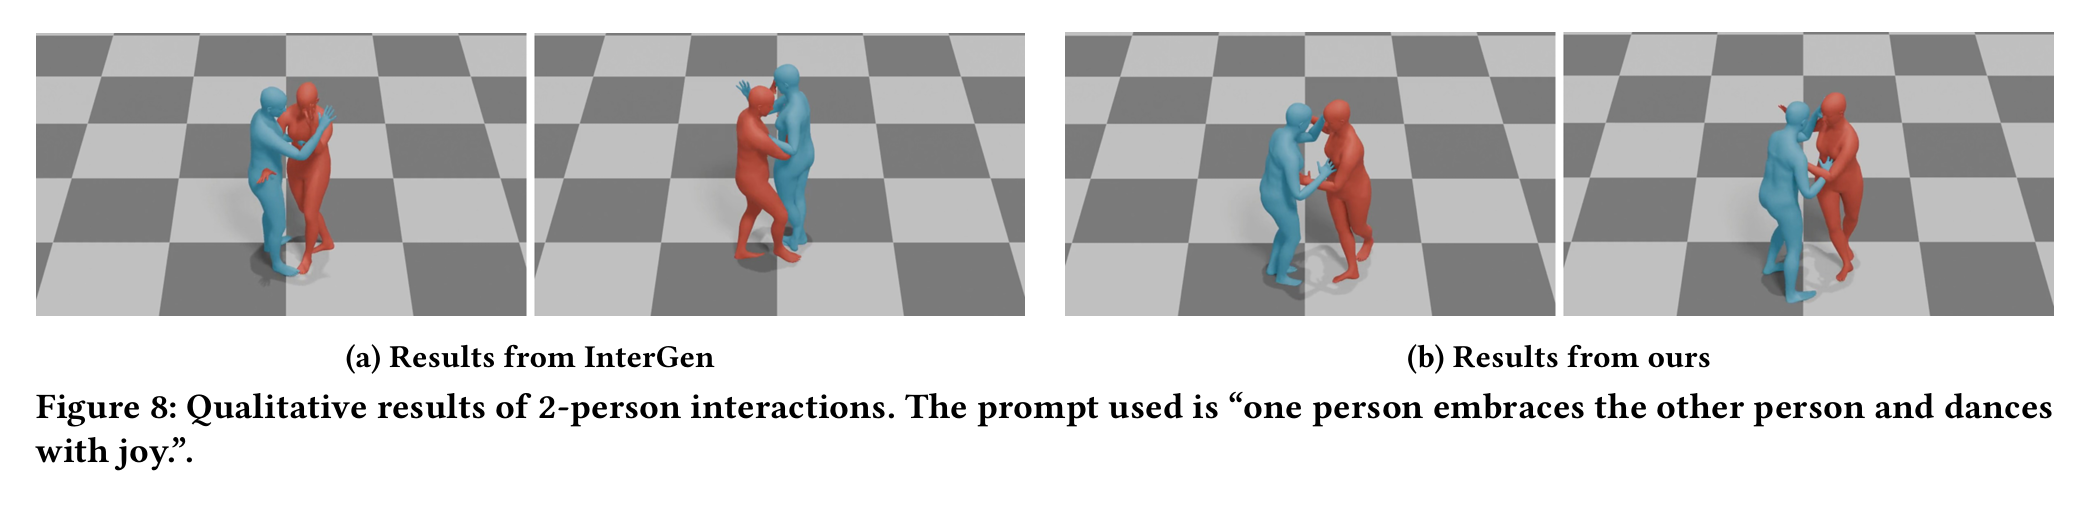 (a) Results from InterGen
(b) Results from ours
Figure 8: Qualitative results of 2-person interactions. The prompt used is “one person embraces the other person and dances
with joy.”.